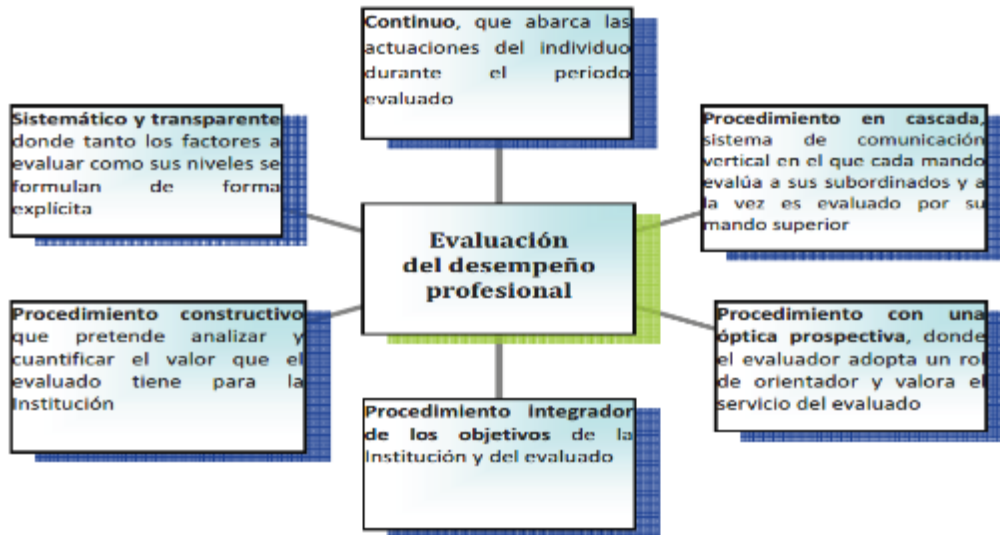 Continuo, que abarca las
actuaciones del individuo
durante el periodo
evaluado
Sistemático y transparente
donde tanto los factores a
evaluar como sus niveles se
formulan de forma
explícita
Procedimiento en cascada,
sistema de comunicación
vertical en el que cada mando
evalúa a sus subordinados y a
la vez es evaluado por su
mando superior
Evaluación
del desempeño
profesional
Procedimiento constructivo
que pretende analizar y
cuantificar el valor que el
evaluado tiene para la
Institución
Procedimiento con una
óptica prospectiva, donde
el evaluador adopta un rol
de orientador y valora el
servicio del evaluado
Procedimiento integrador
de los objetivos de la
Institución y del evaluado